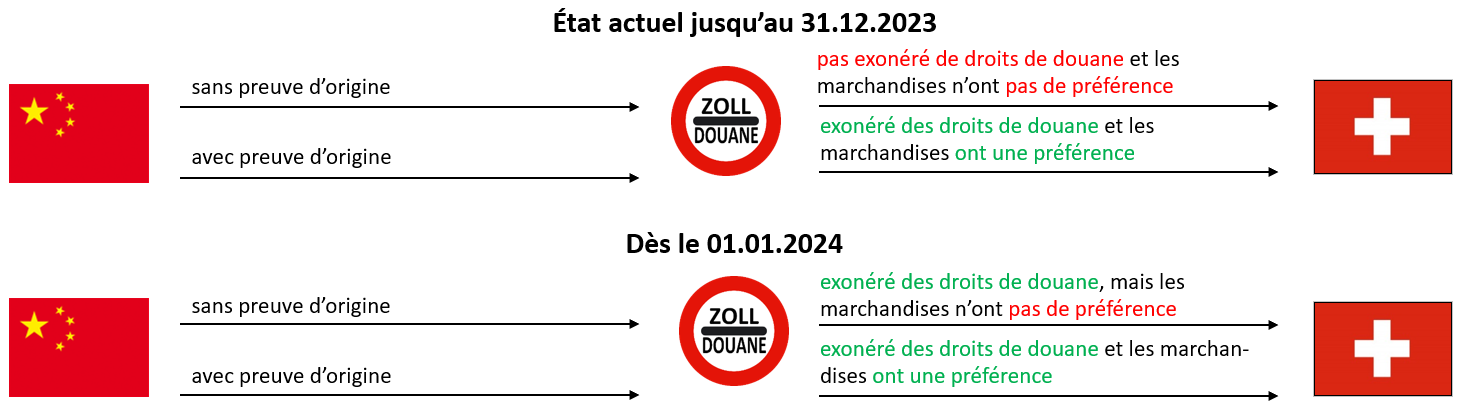 État actuel jusqu’au 31.12.2023
sans preuve d’origine
avec preuve d’origine
ZOLL
DOUANE
pas exonéré de droits de douane et les
marchandises n’ont pas de préférence
exonéré des droits de douane et les
marchandises ont une préférence
Dès le 01.01.2024
sans preuve d’origine
avec preuve d’origine
ZOLL
DOUANE
exonéré des droits de douane, mais les
marchandises n’ont pas de préférence
exonéré des droits de douane et les marchan-
dises ont une préférence